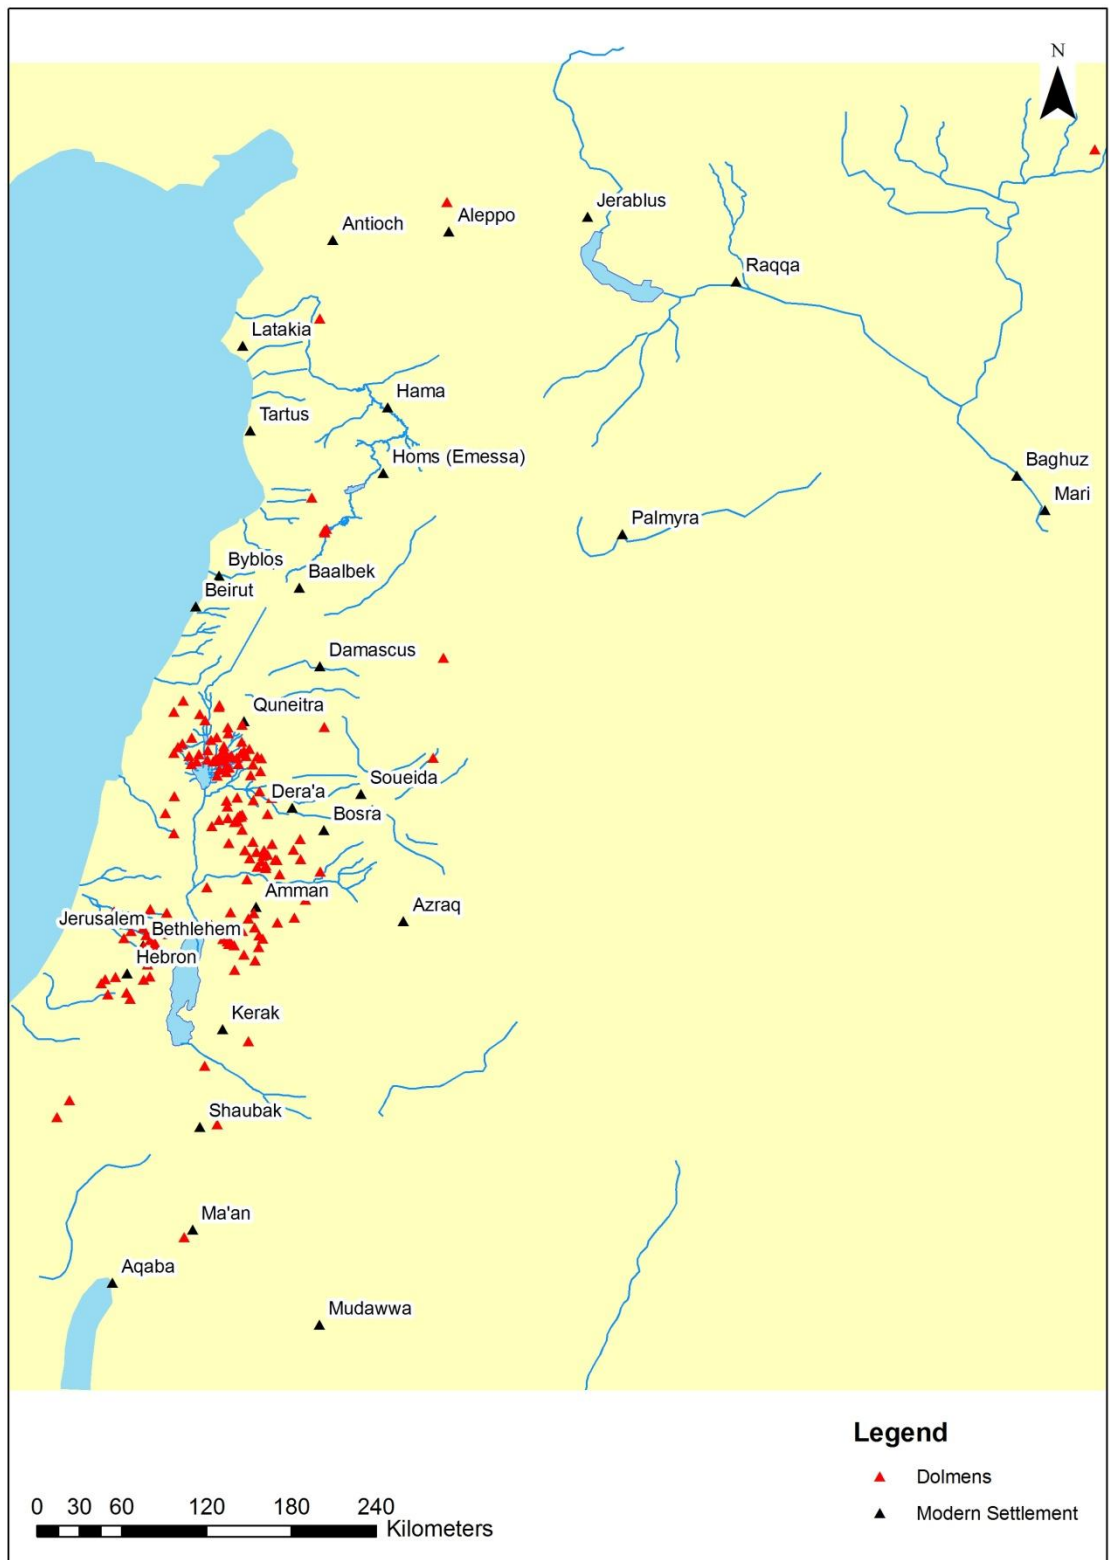 N
Jerablus
Antioch
Aleppo
Raqqa
Latakia
Hama
Tartus
Homs (Emessa)
Baghuz
Mari
Palmyra
Byblos
Baalbek
Beirut
Damascus
Quneitra
Soueida
Dera'a
Bosra
Amman
Azraq
Jerusalem
Bethlehem
Hebron
Kerak
Shaubak
Ma'an
Aqaba
Mudawwa
Legend
Dolmens
Modern Settlement
0 30 60 120 180 240
Kilometers